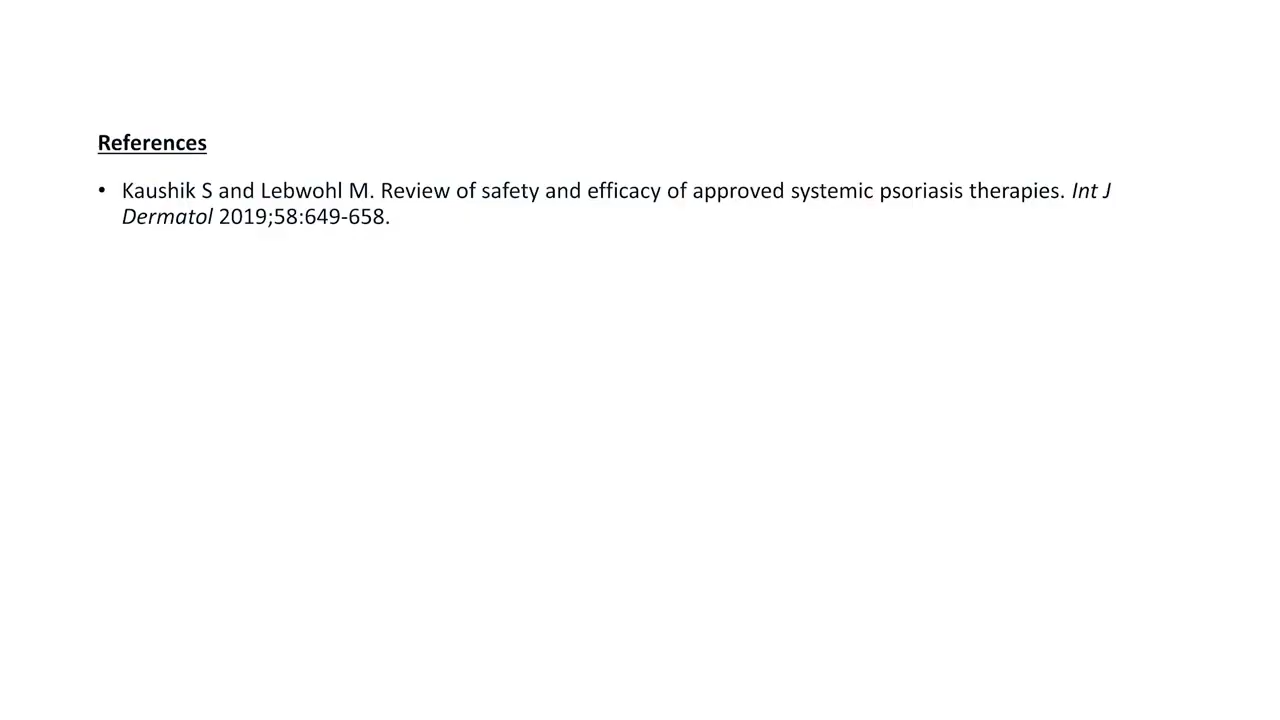 References
• Kaushik S and Lebwohl M. Review of safety and efficacy of approved systemic psoriasis therapies. Int J
Dermatol 2019;58:649-658.